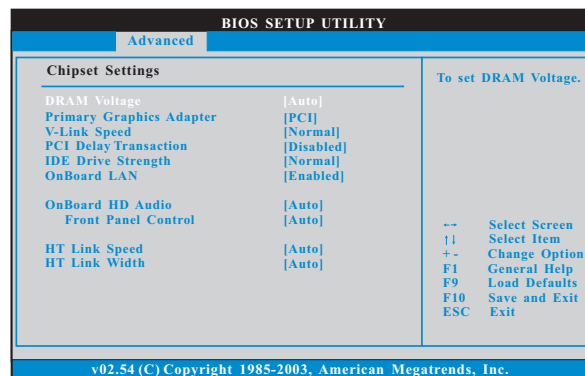 BIOS SETUP UTILITY
Advanced
Chipset Settings
DRAM Voltage [Auto]
Primary Graphics Adapter [PCI]
V-Link Speed [Normal]
PCI Delay Transaction [Disabled]
IDE Drive Strength [Normal]
OnBoard LAN [Enabled]
OnBoard HD Audio [Auto]
Front Panel Control [Auto]
HT Link Speed [Auto]
HT Link Width [Auto]
To set DRAM Voltage.
←→ Select Screen
↑↓ Select Item
+ - Change Option
F1 General Help
F9 Load Defaults
F10 Save and Exit
ESC Exit
v02.54 (C) Copyright 1985-2003, American Megatrends, Inc.